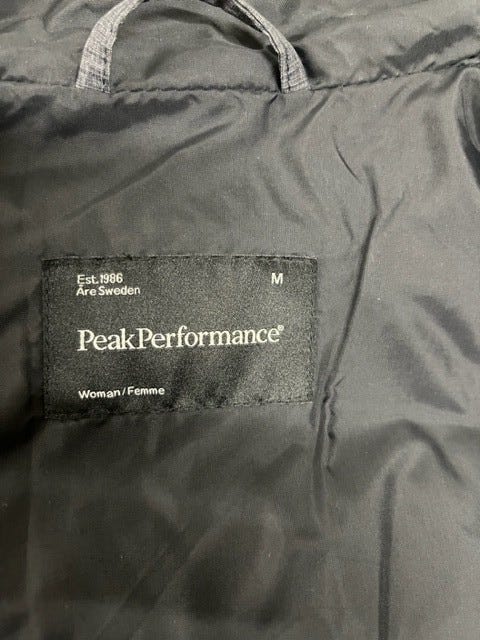 Est.1986 M
Åre Sweden
PeakPerformance®
Woman/Femme